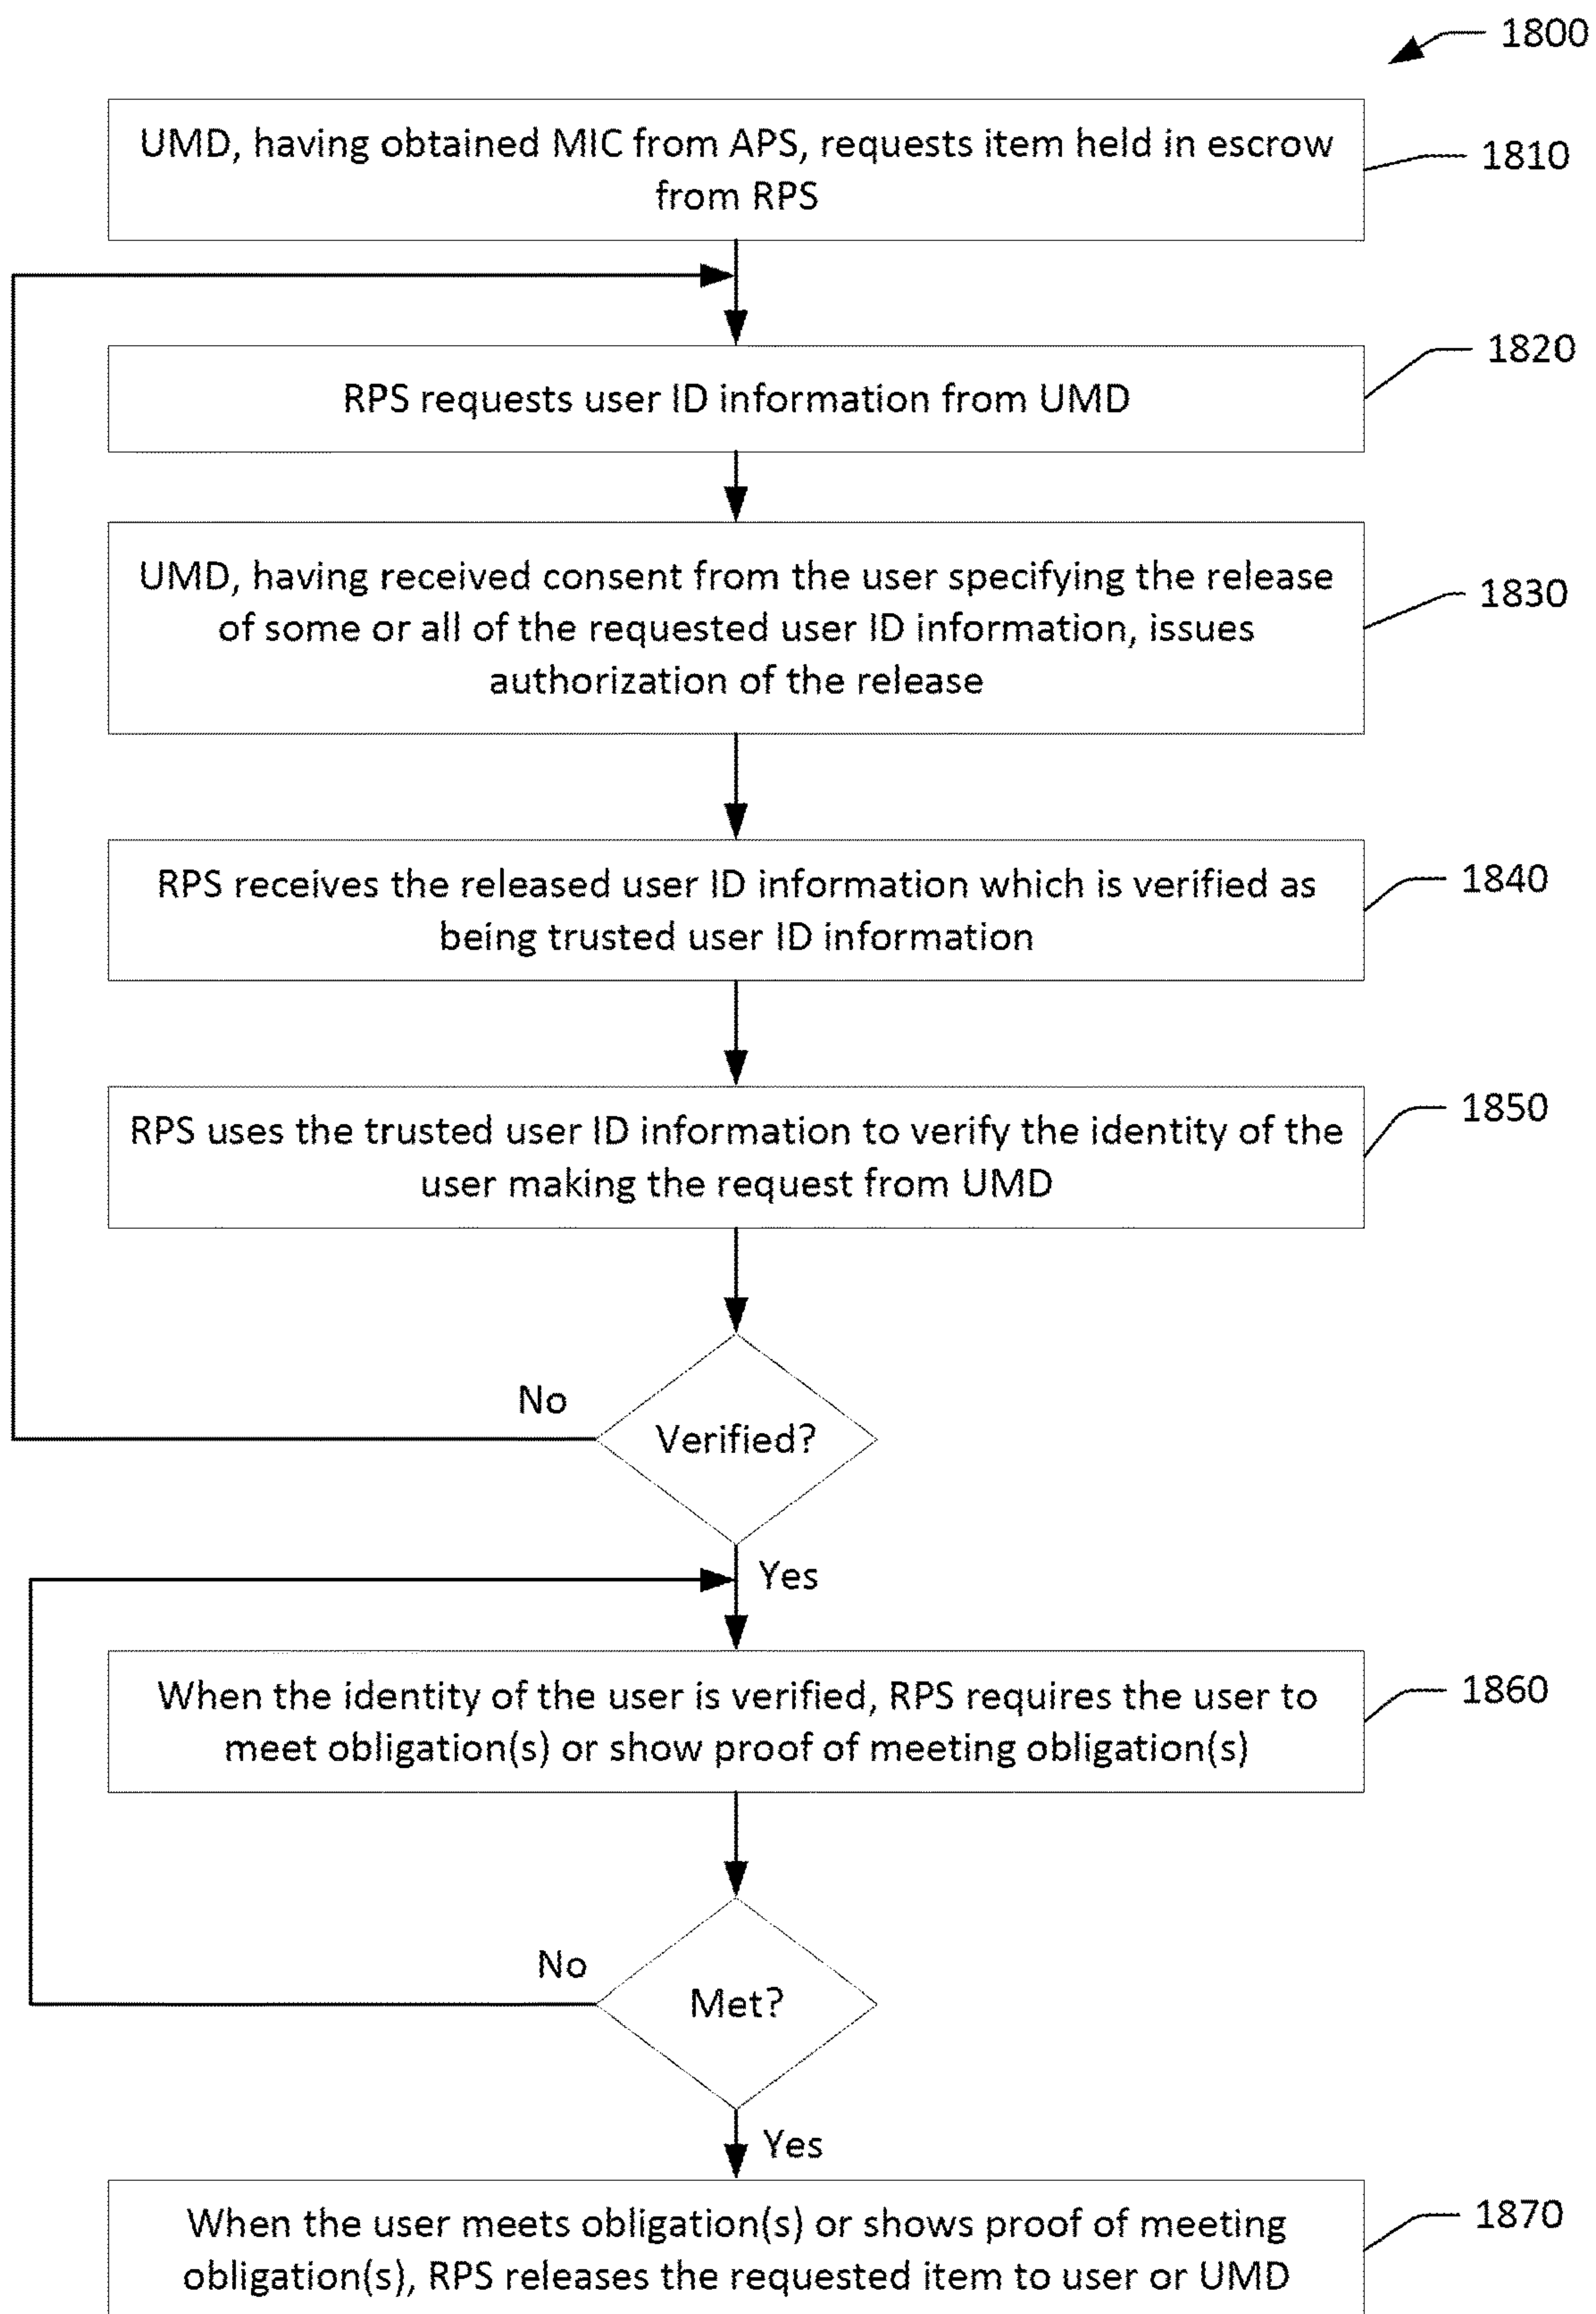 1800
UMD, having obtained MIC from APS, requests item held in escrow
from RPS
1810
RPS requests user ID information from UMD
1820
UMD, having received consent from the user specifying the release
of some or all of the requested user ID information, issues
authorization of the release
1830
RPS receives the released user ID information which is verified as
being trusted user ID information
1840
RPS uses the trusted user ID information to verify the identity of the
user making the request from UMD
1850
No
Verified?
Yes
When the identity of the user is verified, RPS requires the user to
meet obligation(s) or show proof of meeting obligation(s)
1860
No
Met?
Yes
When the user meets obligation(s) or shows proof of meeting
obligation(s), RPS releases the requested item to user or UMD
1870